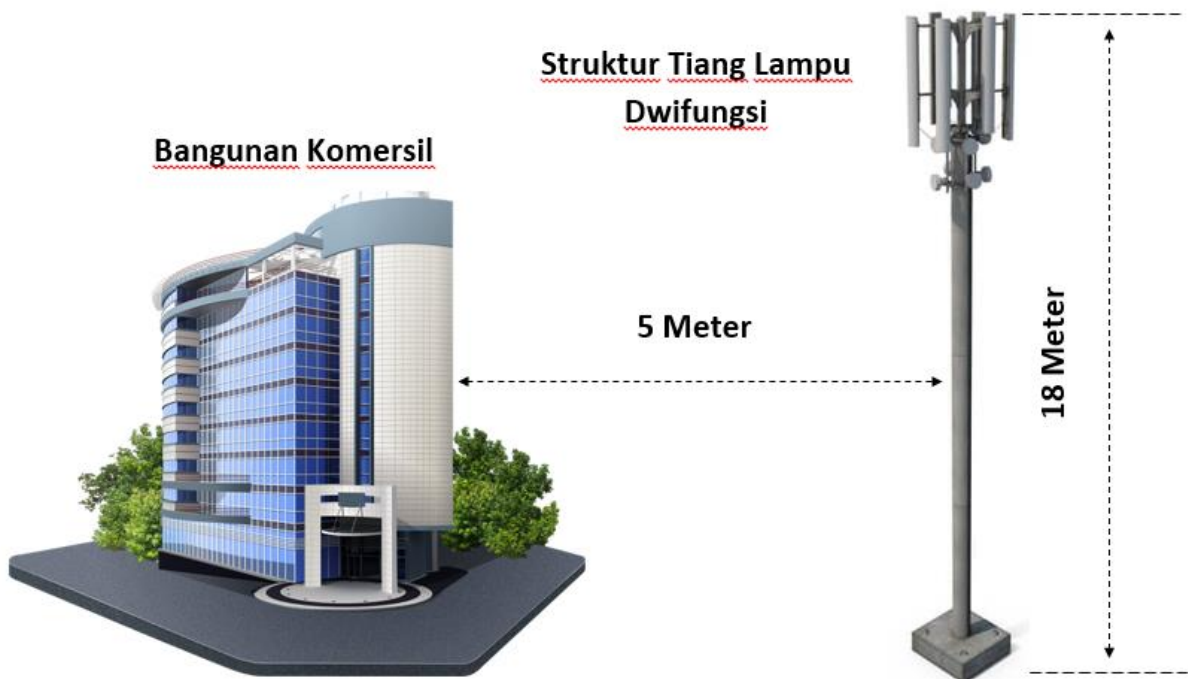 Struktur Tiang Lampu
Dwifungsi
Bangunan Komersil
5 Meter
18 Meter